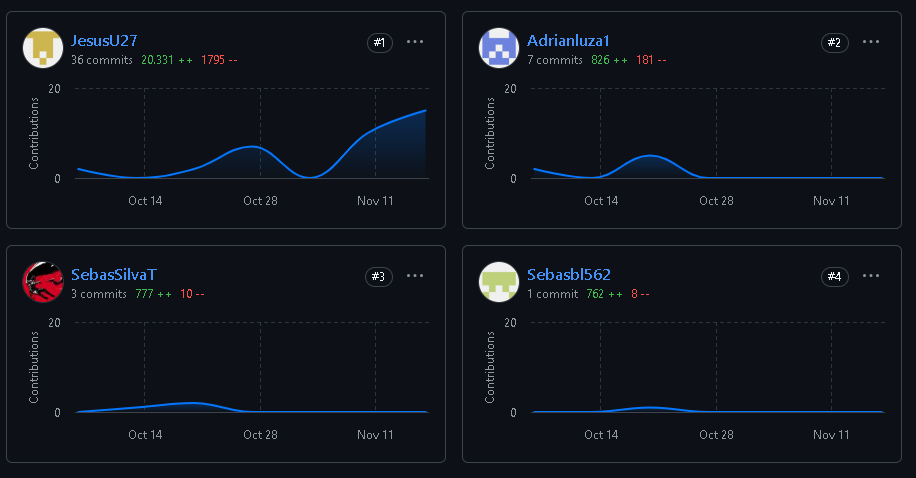 JesusU27
#1
36 commits 20.331 ++ 1795 --
20
Contributions
0
Oct 14 Oct 28 Nov 11
Adrianluza1
#2
7 commits 826 ++ 181 --
20
Contributions
0
Oct 14 Oct 28 Nov 11
SebasSilvaT
#3
3 commits 777 ++ 10 --
20
Contributions
0
Oct 14 Oct 28 Nov 11
Sebasbl562
#4
1 commit 762 ++ 8 --
20
Contributions
0
Oct 14 Oct 28 Nov 11